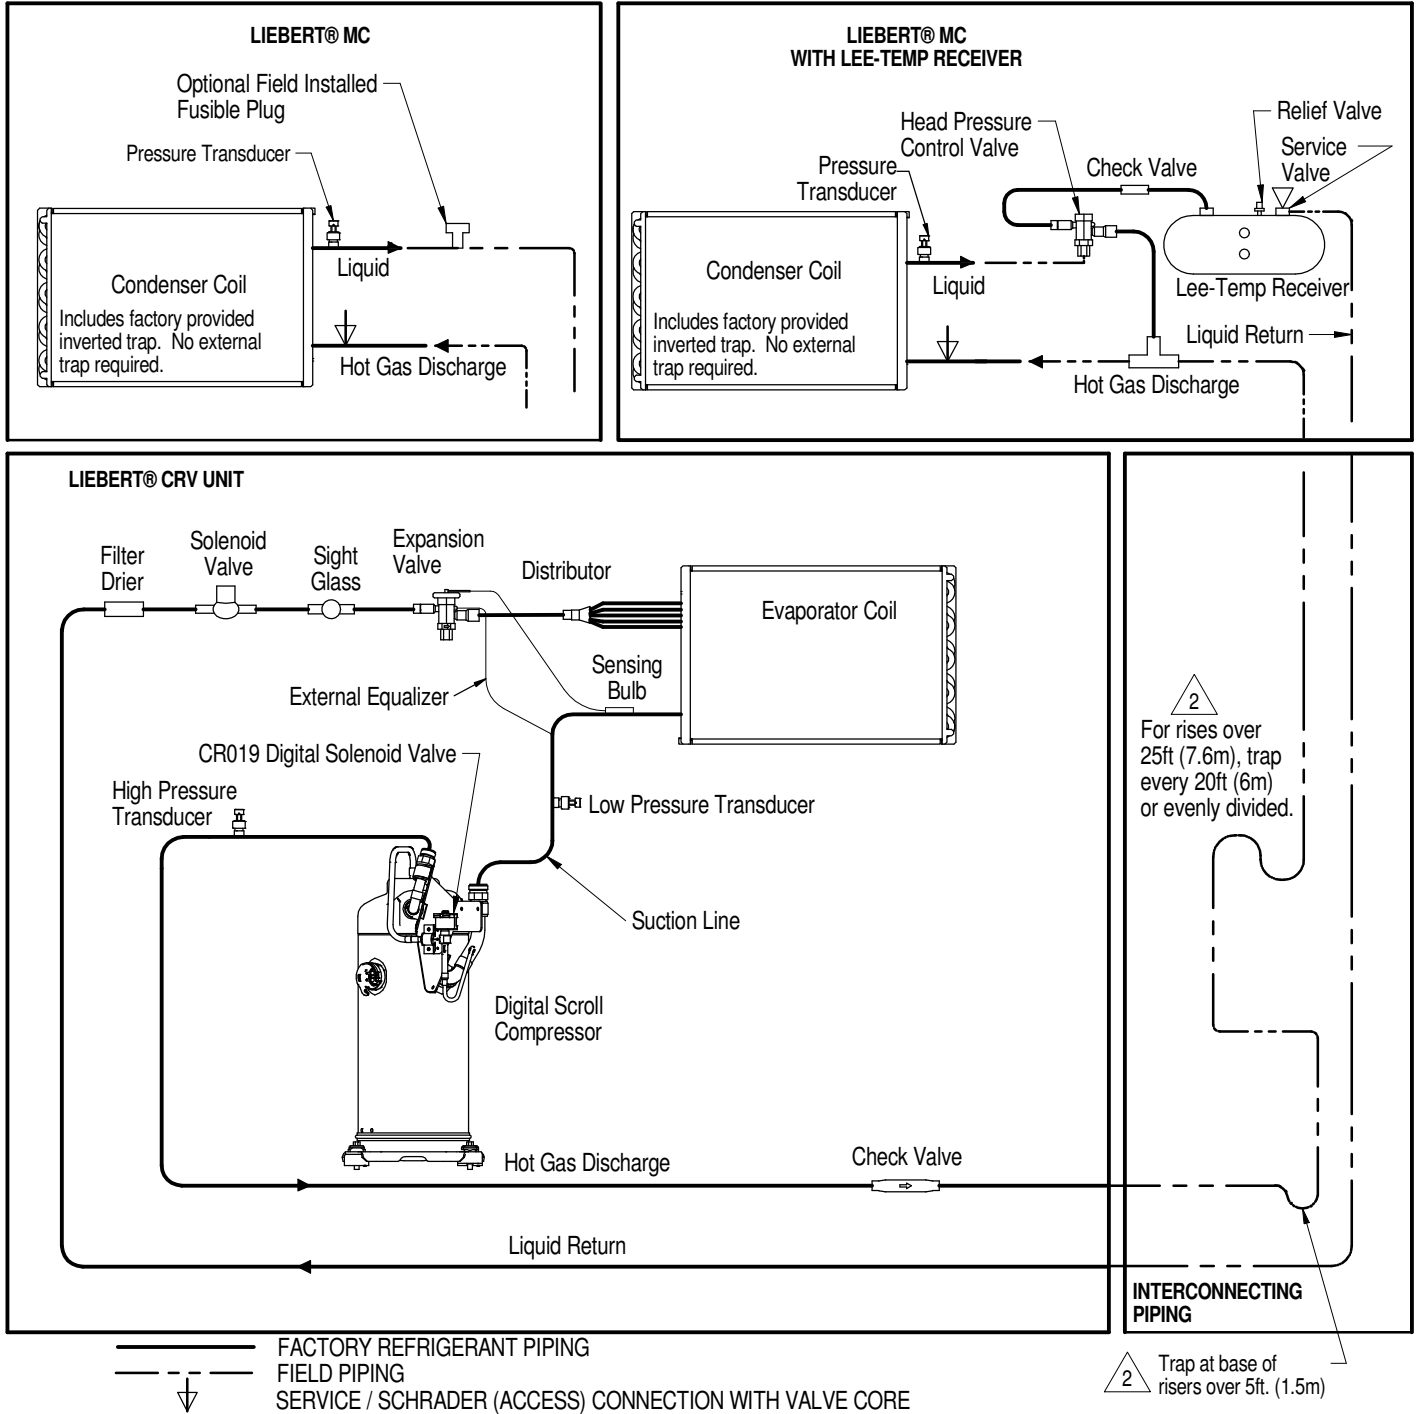 LIEBERT® MC
Optional Field Installed
Fusible Plug
Pressure Transducer
Liquid
Condenser Coil
Includes factory provided
inverted trap. No external
trap required.
Hot Gas Discharge
LIEBERT® MC
WITH LEE-TEMP RECEIVER
Head Pressure
Control Valve
Relief Valve
Service
Valve
Check Valve
Pressure
Transducer
Condenser Coil
Liquid
Lee-Temp Receiver
Includes factory provided
inverted trap. No external
trap required.
Liquid Return
Hot Gas Discharge
LIEBERT® CRV UNIT
Filter
Drier
Solenoid
Valve
Sight
Glass
Expansion
Valve
Distributor
Evaporator Coil
Sensing
Bulb
External Equalizer
CR019 Digital Solenoid Valve
High Pressure
Transducer
Low Pressure Transducer
Suction Line
Digital Scroll
Compressor
Hot Gas Discharge
Check Valve
Liquid Return
2
For rises over
25ft (7.6m), trap
every 20ft (6m)
or evenly divided.
INTERCONNECTING
PIPING
2
Trap at base of
risers over 5ft. (1.5m)
FACTORY REFRIGERANT PIPING
FIELD PIPING
SERVICE / SCHRADER (ACCESS) CONNECTION WITH VALVE CORE